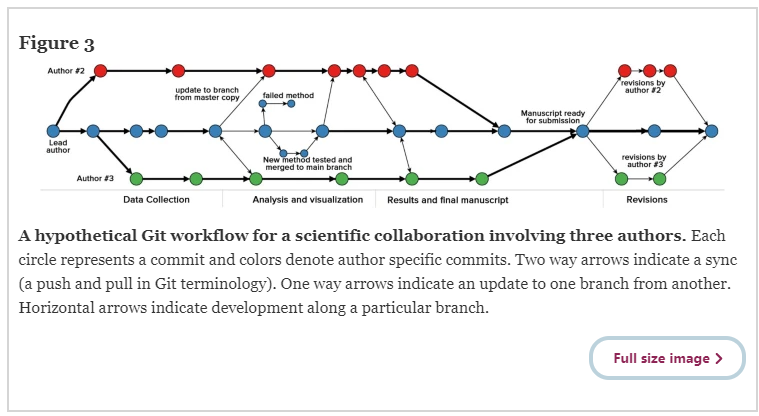 Figure 3
Author #2
update to branch
from master copy
failed method
revisions by
author #2
Manuscript ready
for submission
Lead
author
New method tested and
merged to main branch
revisions by
author #3
Author #3
Data Collection
Analysis and visualization
Results and final manuscript
Revisions
A hypothetical Git workflow for a scientific collaboration involving three authors. Each
circle represents a commit and colors denote author specific commits. Two way arrows indicate a sync
(a push and pull in Git terminology). One way arrows indicate an update to one branch from another.
Horizontal arrows indicate development along a particular branch.
Full size image